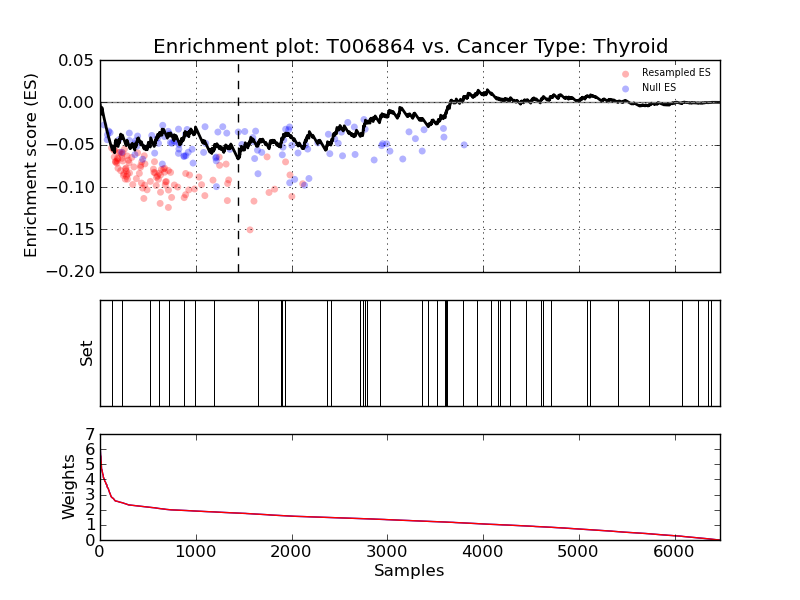 Enrichment plot: T006864 vs. Cancer Type: Thyroid
Enrichment score (ES)
0.05
0.00
−0.05
−0.10
−0.15
−0.20
Resampled ES
Null ES
Set
Weights
7
6
5
4
3
2
1
0
0 1000 2000 3000 4000 5000 6000
Samples